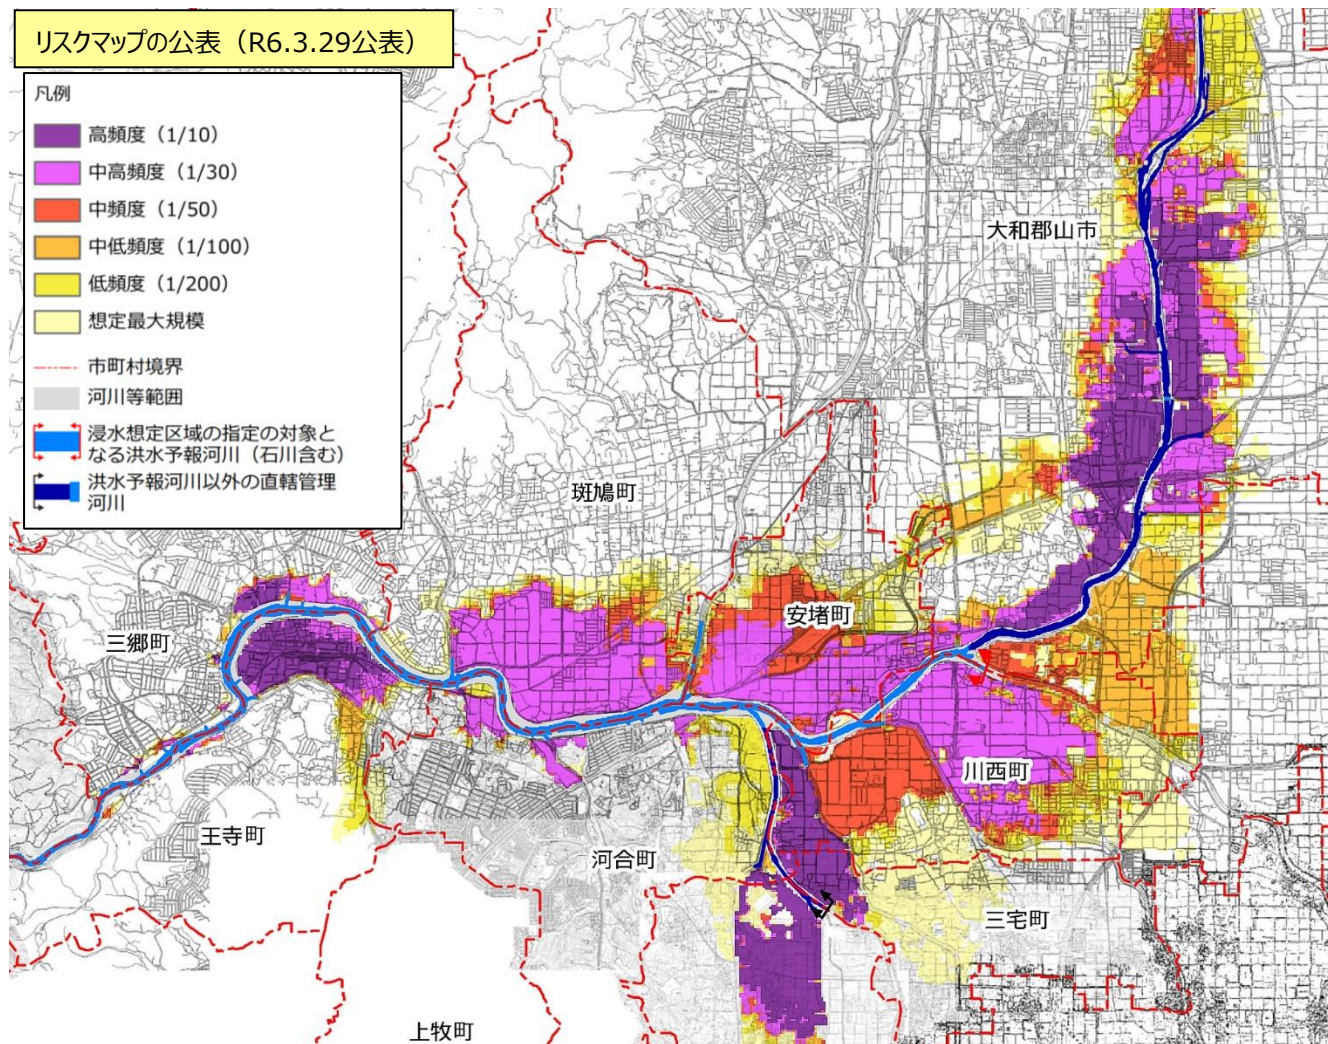 リスクマップの公表（R6.3.29公表）
凡例
高頻度（1/10）
中高頻度（1/30）
中頻度（1/50）
中低頻度（1/100）
低頻度（1/200）
想定最大規模
市町村境界
河川等範囲
浸水想定区域の指定の対象と
なる洪水予報河川（石川含む）
洪水予報河川以外の直轄管理
河川
大和郡山市
斑鳩町
安堵町
三郷町
川西町
王寺町
河合町
三宅町
上牧町